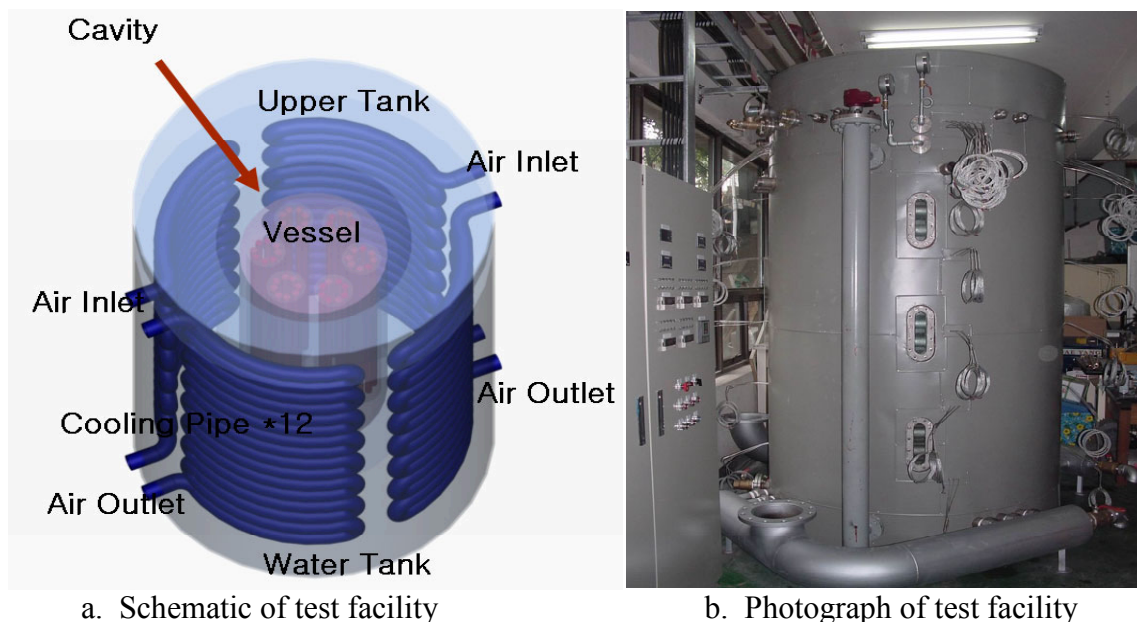 Cavity
Upper Tank
Air Inlet
Vessel
Air Inlet
Air Outlet
Cooling Pipe *12
Air Outlet
Water Tank
a. Schematic of test facility
b. Photograph of test facility